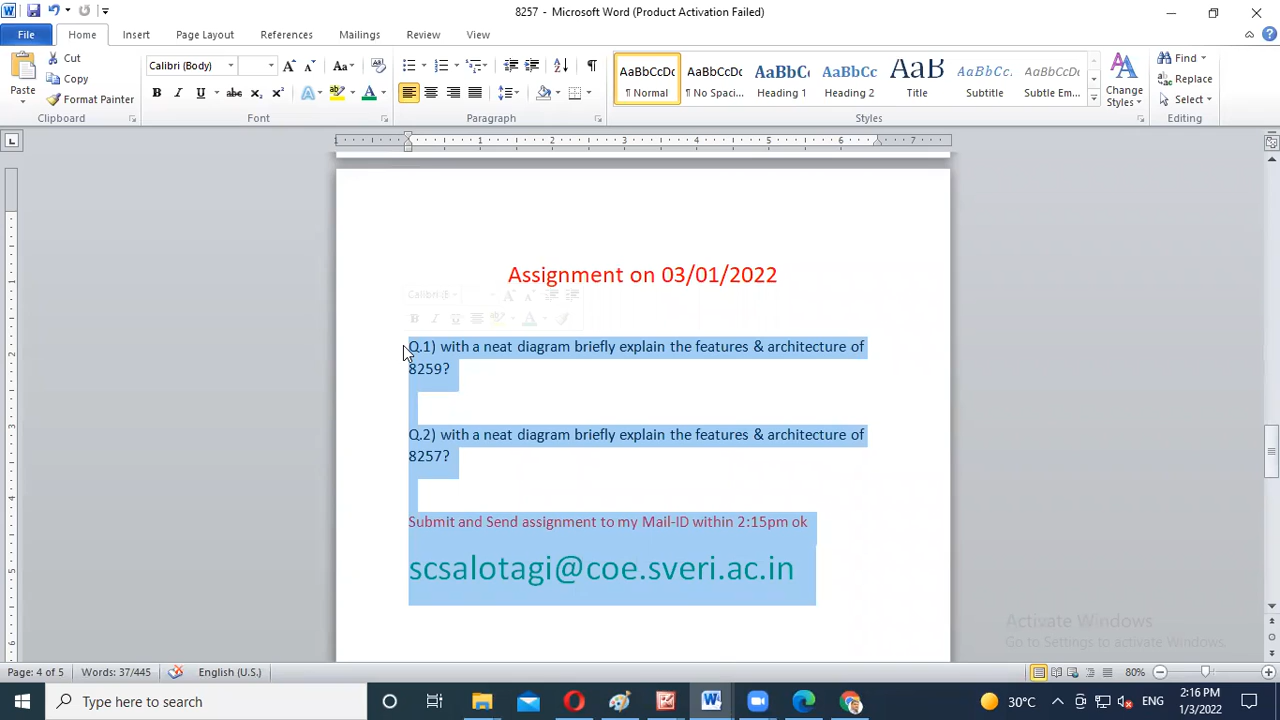 8257 - Microsoft Word (Product Activation Failed)
File Home Insert Page Layout References Mailings Review View
Paste
Cut
Copy
Format Painter
Clipboard
Calibri (Body)
Font
Paragraph
AaBbCcDc
¶ Normal
AaBbCcDc
¶ No Spaci...
AaBbCc
Heading 1
AaBbCc
Heading 2
AaB
Title
AaBbCcDc
Subtitle
AaBbCcDc
Subtle Em...
Change
Styles
Styles
Find
Replace
Select
Editing
Assignment on 03/01/2022
Q.1) with a neat diagram briefly explain the features & architecture of
8259?
Q.2) with a neat diagram briefly explain the features & architecture of
8257?
Submit and Send assignment to my Mail-ID within 2:15pm ok
scsalotagi@coe.sveri.ac.in
Activate Windows
Go to Settings to activate Windows.
Page: 4 of 5 Words: 37/445 English (U.S.) 80%
Type here to search
30°C
ENG
2:16 PM
1/3/2022